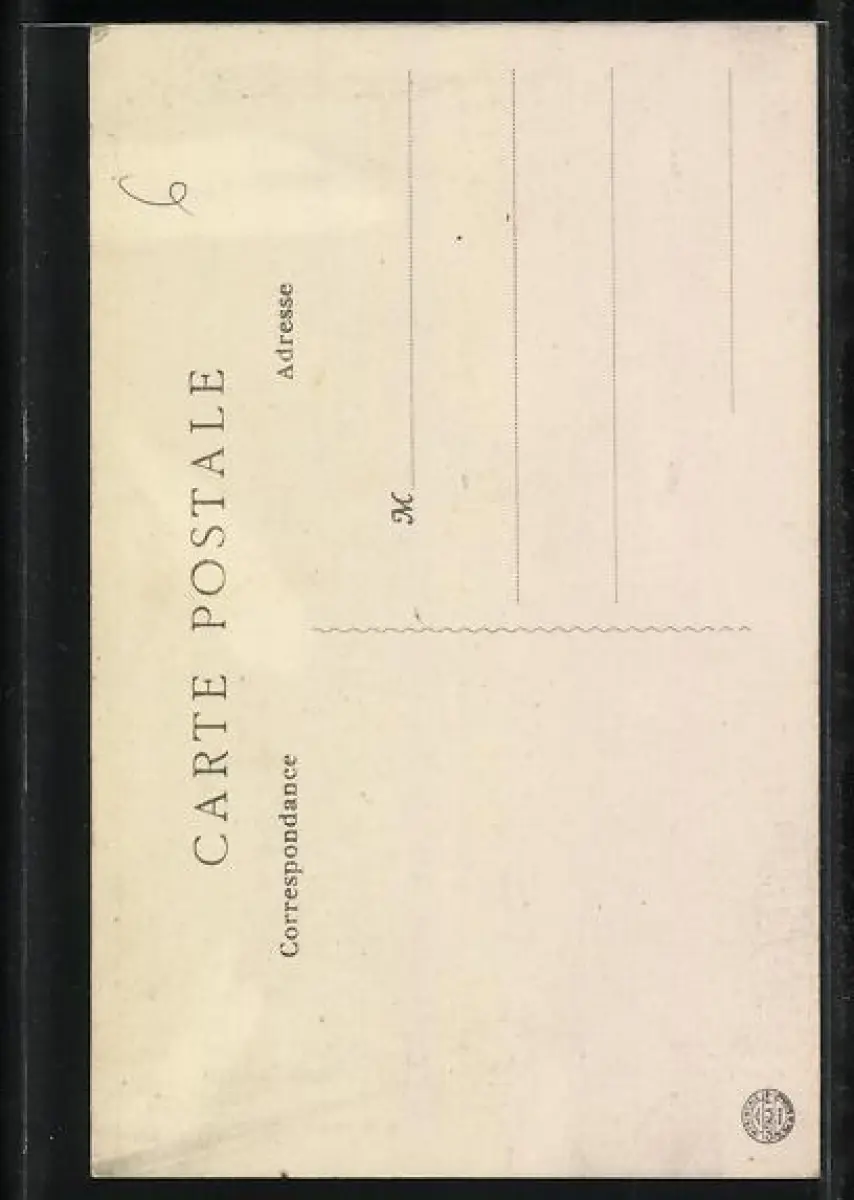 6
CARTE POSTALE
Correspondance
Adresse
M